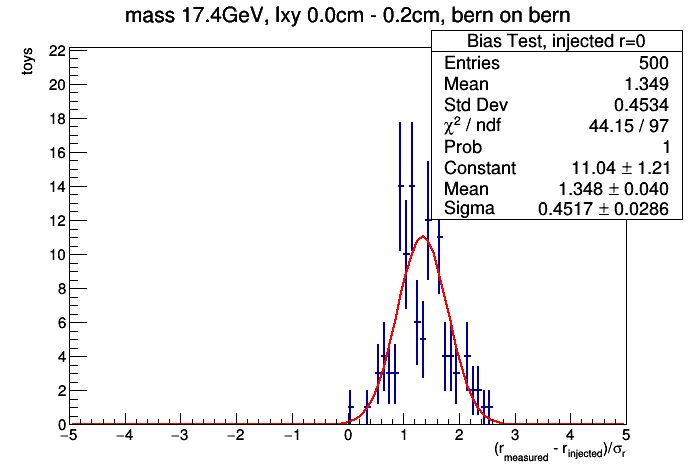 mass 17.4GeV, lxy 0.0cm - 0.2cm, bern on bern
Bias Test, injected r=0
Entries 500
Mean 1.349
Std Dev 0.4534
χ² / ndf 44.15 / 97
Prob 1
Constant 11.04 ± 1.21
Mean 1.348 ± 0.040
Sigma 0.4517 ± 0.0286
toys
22
20
18
16
14
12
10
8
6
4
2
0
−5 −4 −3 −2 −1 0 1 2 3 4 5
(r_measured - r_injected)/σ_r